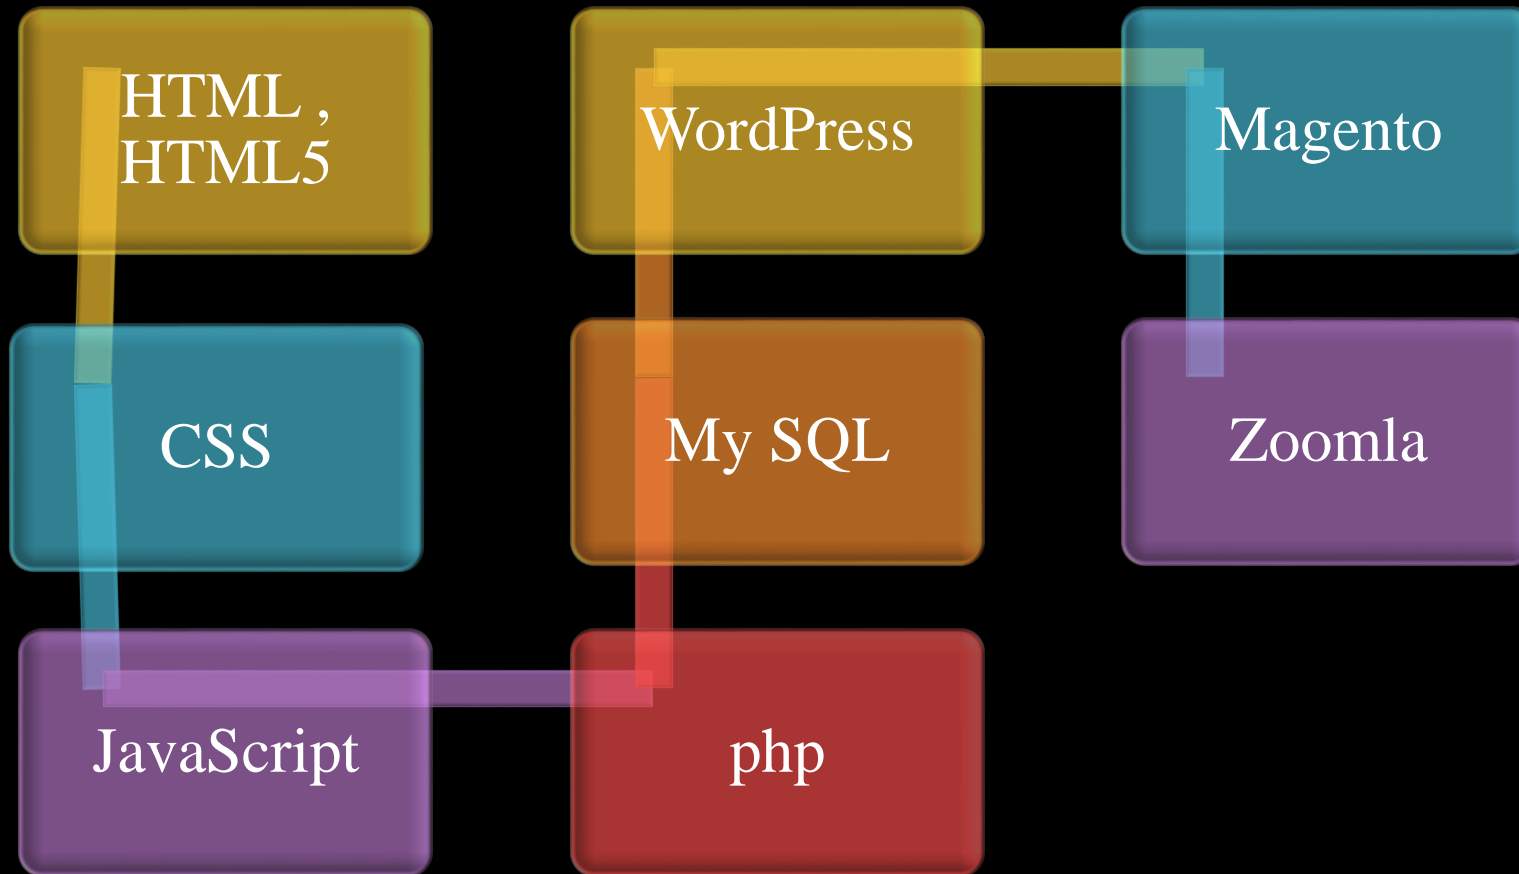 HTML ,
HTML5
WordPress
Magento
CSS
My SQL
Zoomla
JavaScript
php